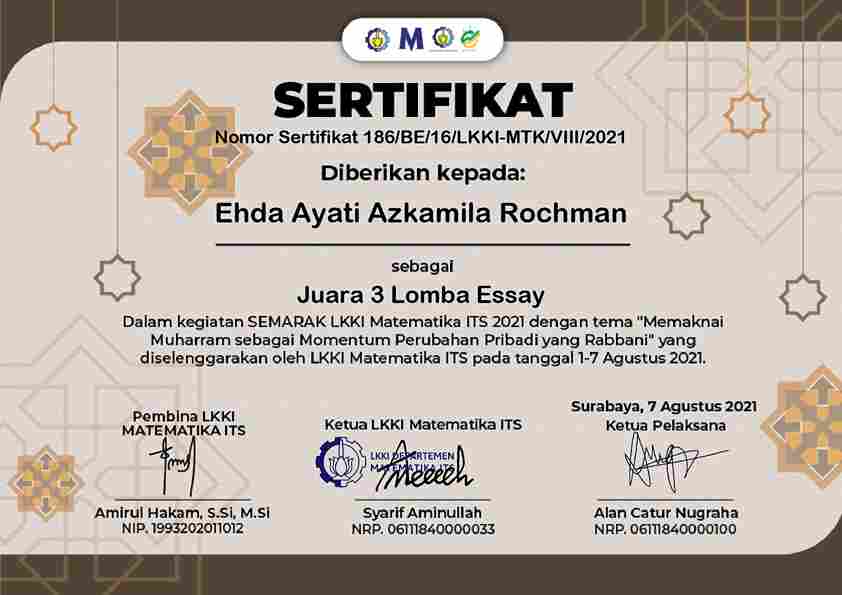 M
SERTIFIKAT
Nomor Sertifikat 186/BE/16/LKKI-MTK/VIII/2021
Diberikan kepada:
Ehda Ayati Azkamila Rochman
sebagai
Juara 3 Lomba Essay
Dalam kegiatan SEMARAK LKKI Matematika ITS 2021 dengan tema "Memaknai
Muharram sebagai Momentum Perubahan Pribadi yang Rabbani" yang
diselenggarakan oleh LKKI Matematika ITS pada tanggal 1-7 Agustus 2021.
Pembina LKKI
MATEMATIKA ITS
Amirul Hakam, S.Si, M.Si
NIP. 1993202011012
Ketua LKKI Matematika ITS
LKKI DEPARTEMEN
MATEMATIKA ITS
Syarif Aminullah
NRP. 06111840000033
Surabaya, 7 Agustus 2021
Ketua Pelaksana
Alan Catur Nugraha
NRP. 06111840000100